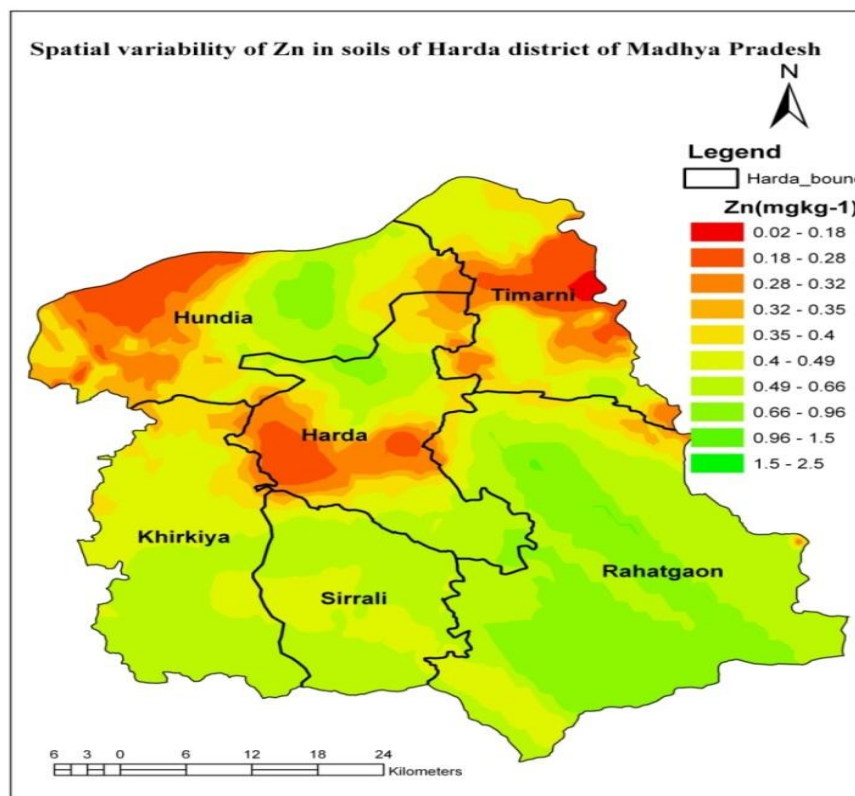 Spatial variability of Zn in soils of Harda district of Madhya Pradesh
N
Legend
Harda_bound
Zn(mgkg-1)
0.02 - 0.18
0.18 - 0.28
0.28 - 0.32
0.32 - 0.35
0.35 - 0.4
0.4 - 0.49
0.49 - 0.66
0.66 - 0.96
0.96 - 1.5
1.5 - 2.5
Timarni
Hundia
Harda
Khirkiya
Rahatgaon
Sirrali
6 3 0 6 12 18 24
Kilometers